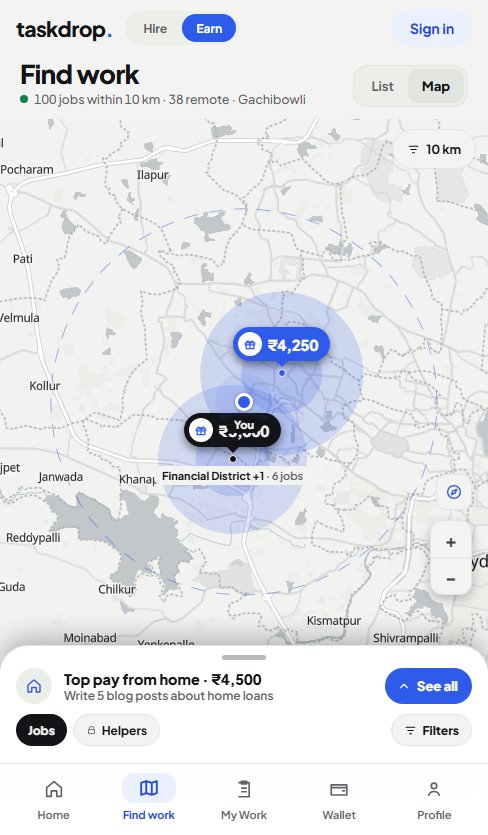 taskdrop.
Hire
Earn
Sign in
Find work
100 jobs within 10 km · 38 remote · Gachibowli
List
Map
10 km
Pocharam
Ilapur
Pati
Velmula
Kollur
₹4,250
You
Financial District +1 · 6 jobs
Janwada
Reddypalli
Chilkur
Kismatpur
Moinabad
Shivrampalli
Top pay from home · ₹4,500
Write 5 blog posts about home loans
See all
Jobs
Helpers
Filters
Home
Find work
My Work
Wallet
Profile